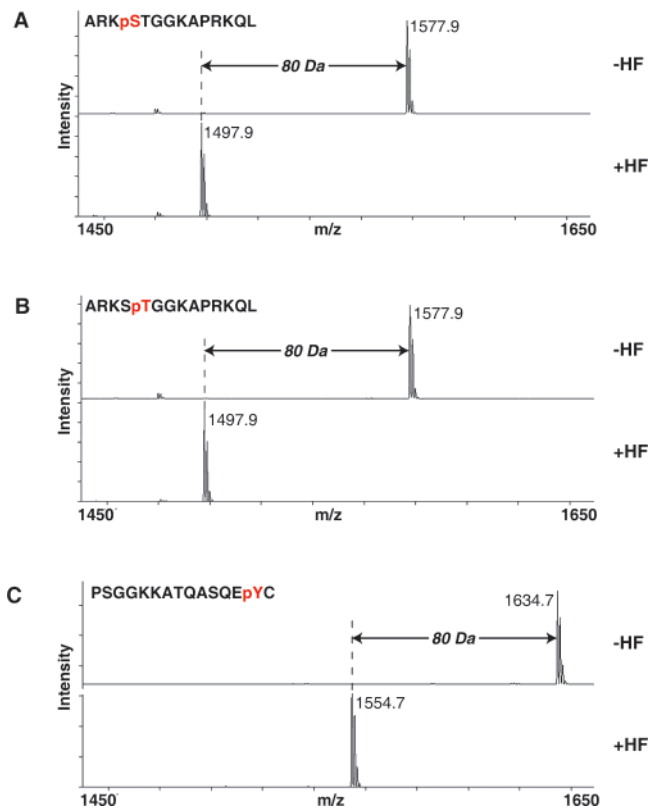 A
ARKpSTGGKAPRKQL
1577.9
-HF
80 Da
Intensity
1497.9
+HF
1450
m/z
1650
B
ARKSpTGGKAPRKQL
1577.9
-HF
80 Da
Intensity
1497.9
+HF
1450
m/z
1650
C
PSGGKKATQASQEpYC
1634.7
-HF
80 Da
Intensity
1554.7
+HF
1450
m/z
1650